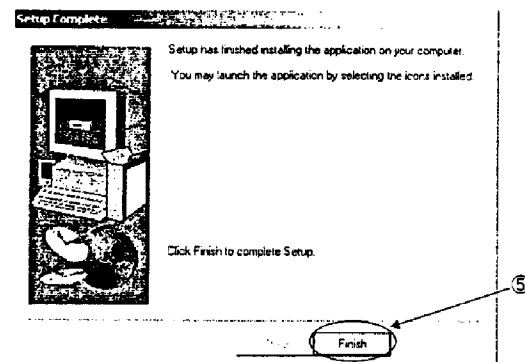 Setup Complete
Setup has finished installing the application on your computer.
You may launch the application by selecting the icons installed.
Click Finish to complete Setup.
⑤
Finish